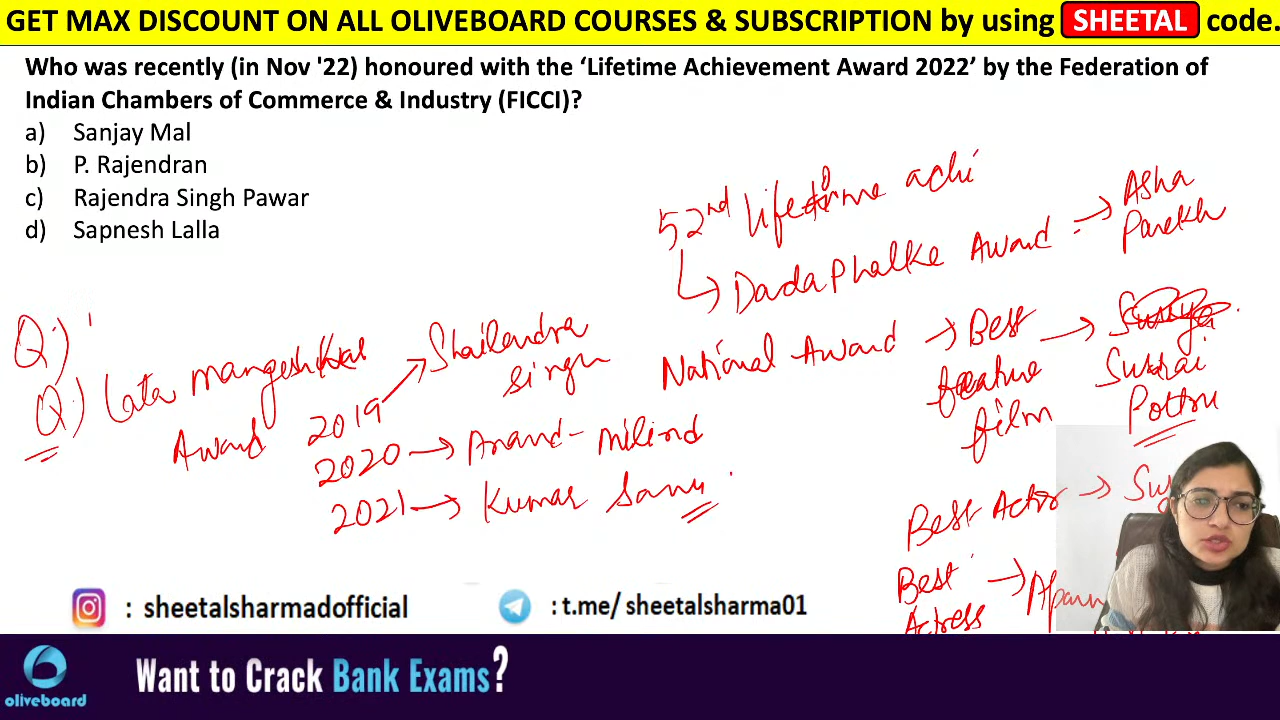 GET MAX DISCOUNT ON ALL OLIVEBOARD COURSES & SUBSCRIPTION by using SHEETAL code.
Who was recently (in Nov '22) honoured with the ‘Lifetime Achievement Award 2022’ by the Federation of
Indian Chambers of Commerce & Industry (FICCI)?
a) Sanjay Mal
b) P. Rajendran
c) Rajendra Singh Pawar
d) Sapnesh Lalla
52nd lifetime achi
Dada Phalke Award → Asha
Parekh
Q)
Q) Lata mangeshkar
Award
2019 → Shailendra
singh
2020 → Anand-milind
2021 → Kumar Sanu
National Award → Best
feature
film
→ Surrai
Pottru
Best Actor →
Best
Actress →
: sheetalsharmadofficial
: t.me/ sheetalsharma01
oliveboard
Want to Crack Bank Exams?